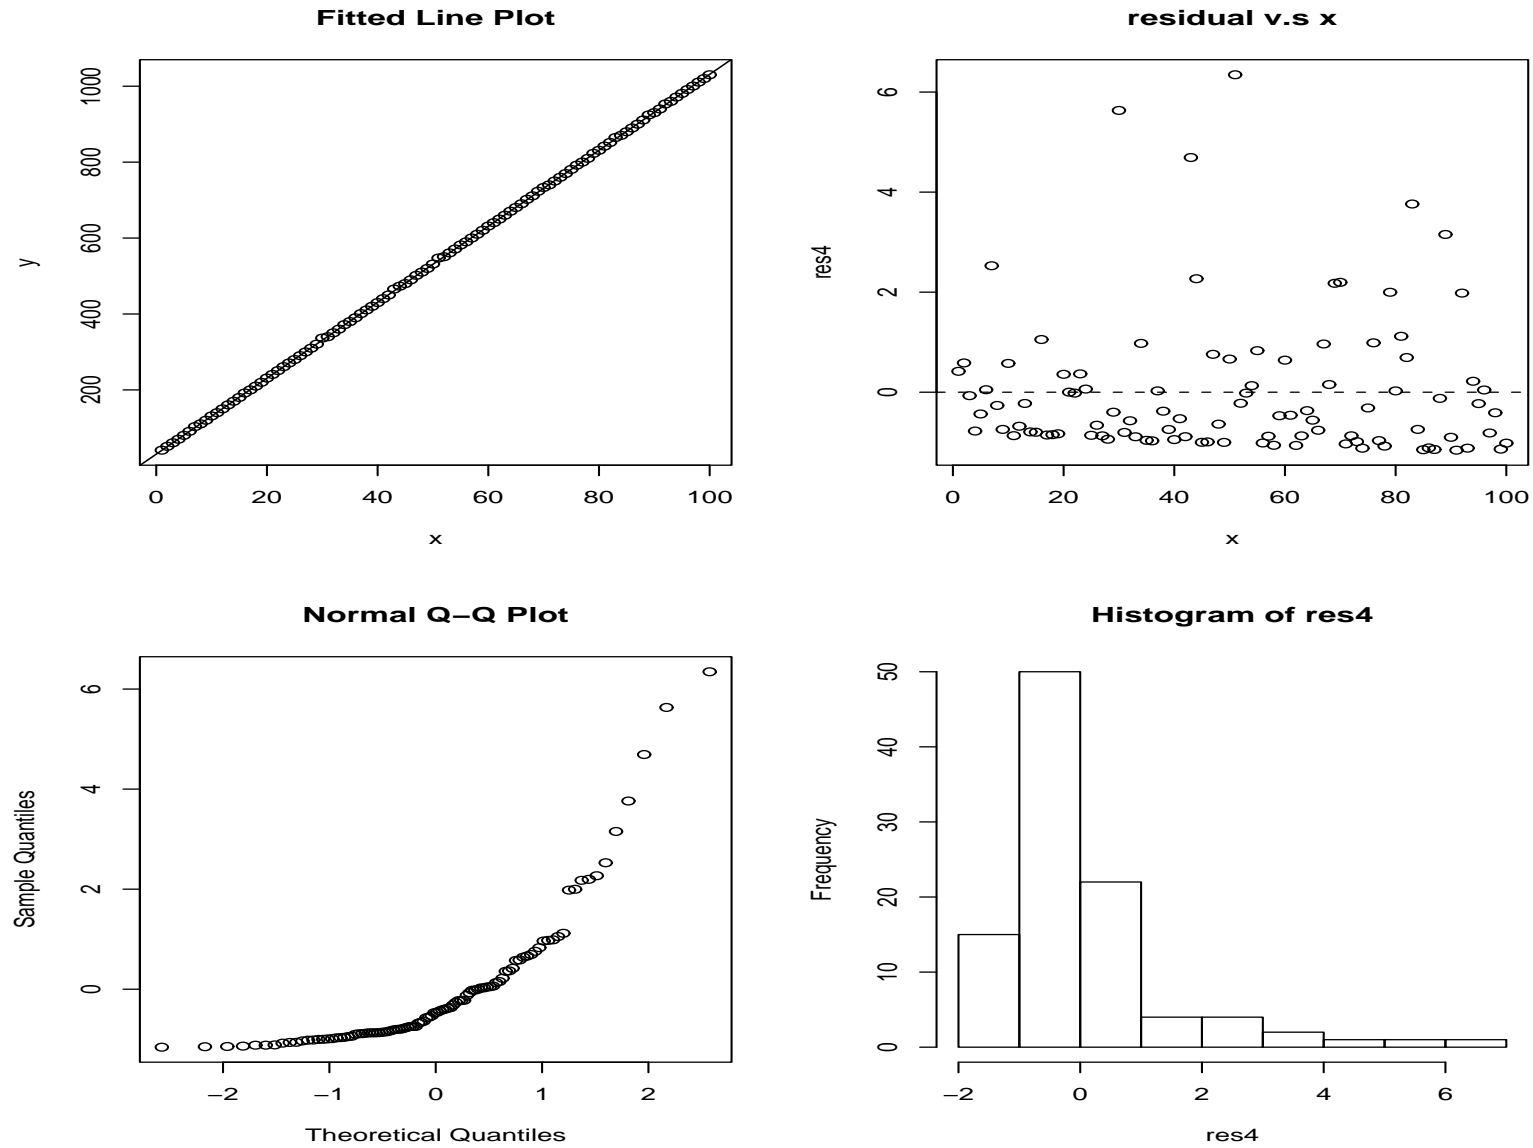 Fitted Line Plot
y
200 400 600 800 1000
0 20 40 60 80 100
x
residual v.s x
res4
0 2 4 6
0 20 40 60 80 100
x
Normal Q−Q Plot
Sample Quantiles
0 2 4 6
−2 −1 0 1 2
Theoretical Quantiles
Histogram of res4
Frequency
0 10 20 30 40 50
−2 0 2 4 6
res4